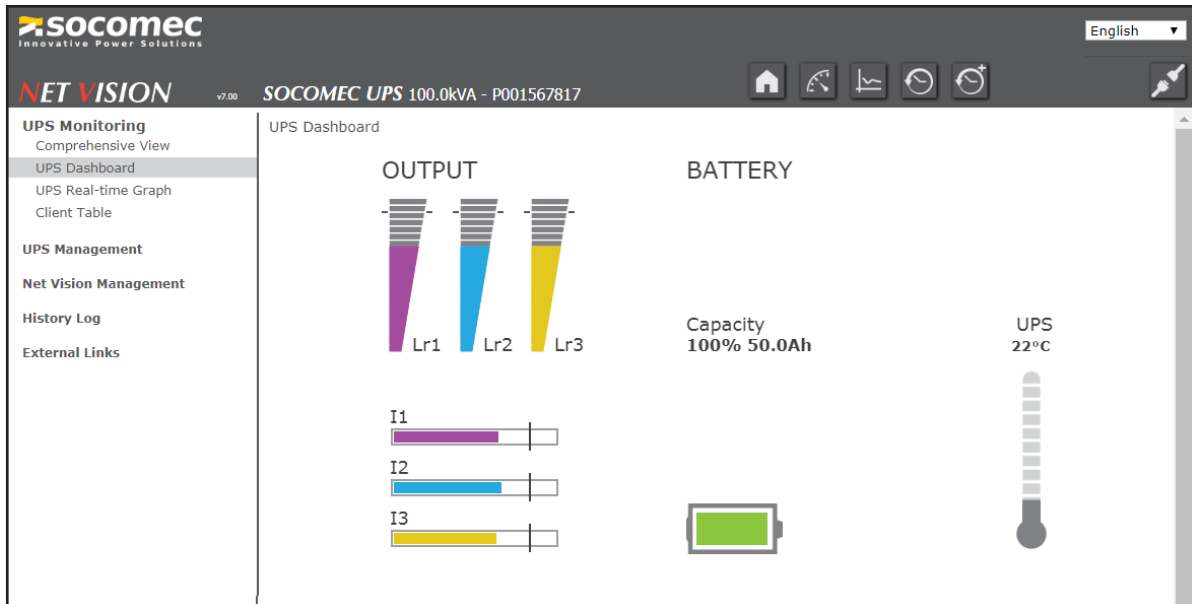 socomec
Innovative Power Solutions
English
NET VISION v7.00 SOCOMEC UPS 100.0kVA - P001567817
UPS Monitoring
Comprehensive View
UPS Dashboard
UPS Real-time Graph
Client Table
UPS Management
Net Vision Management
History Log
External Links
UPS Dashboard
OUTPUT
Lr1 Lr2 Lr3
I1
I2
I3
BATTERY
Capacity
100% 50.0Ah
UPS
22°C